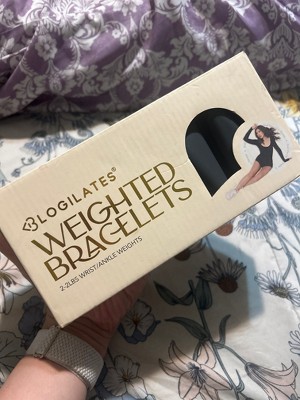 BLOGILATES®
WEIGHTED
BRACELETS
2-2LBS WRIST/ANKLE WEIGHTS